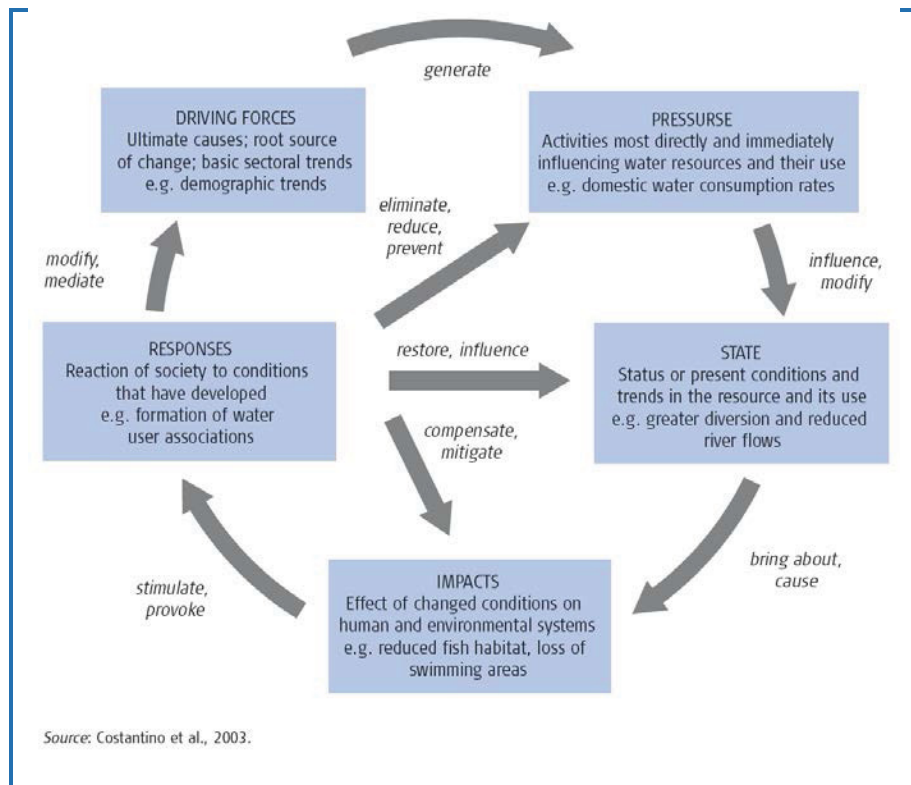 generate
DRIVING FORCES
Ultimate causes; root source
of change; basic sectoral trends
e.g. demographic trends
PRESSURSE
Activities most directly and immediately
influencing water resources and their use
e.g. domestic water consumption rates
eliminate,
reduce,
prevent
modify,
mediate
influence,
modify
RESPONSES
Reaction of society to conditions
that have developed
e.g. formation of water
user associations
restore, influence
STATE
Status or present conditions and
trends in the resource and its use
e.g. greater diversion and reduced
river flows
compensate,
mitigate
bring about,
cause
stimulate,
provoke
IMPACTS
Effect of changed conditions on
human and environmental systems
e.g. reduced fish habitat, loss of
swimming areas
Source: Costantino et al., 2003.